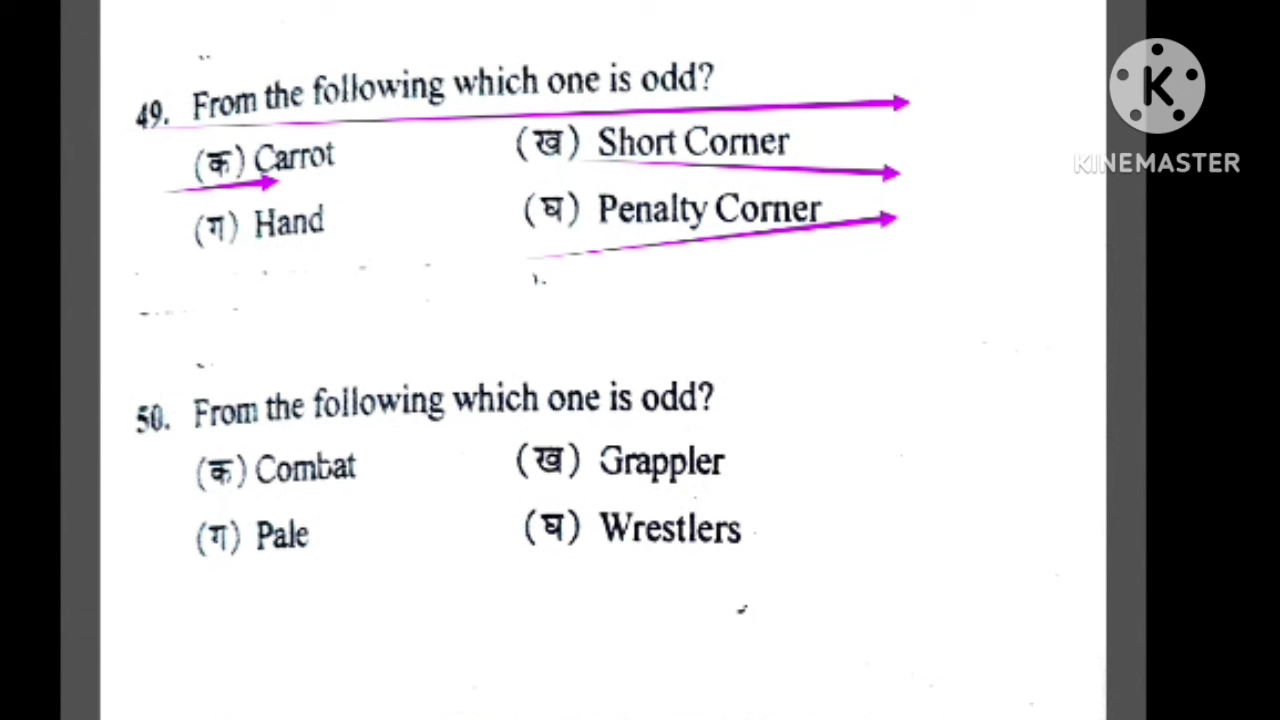 49. From the following which one is odd?
(क) Carrot (ख) Short Corner
(ग) Hand (घ) Penalty Corner
50. From the following which one is odd?
(क) Combat (ख) Grappler
(ग) Pale (घ) Wrestlers
K
KINEMASTER